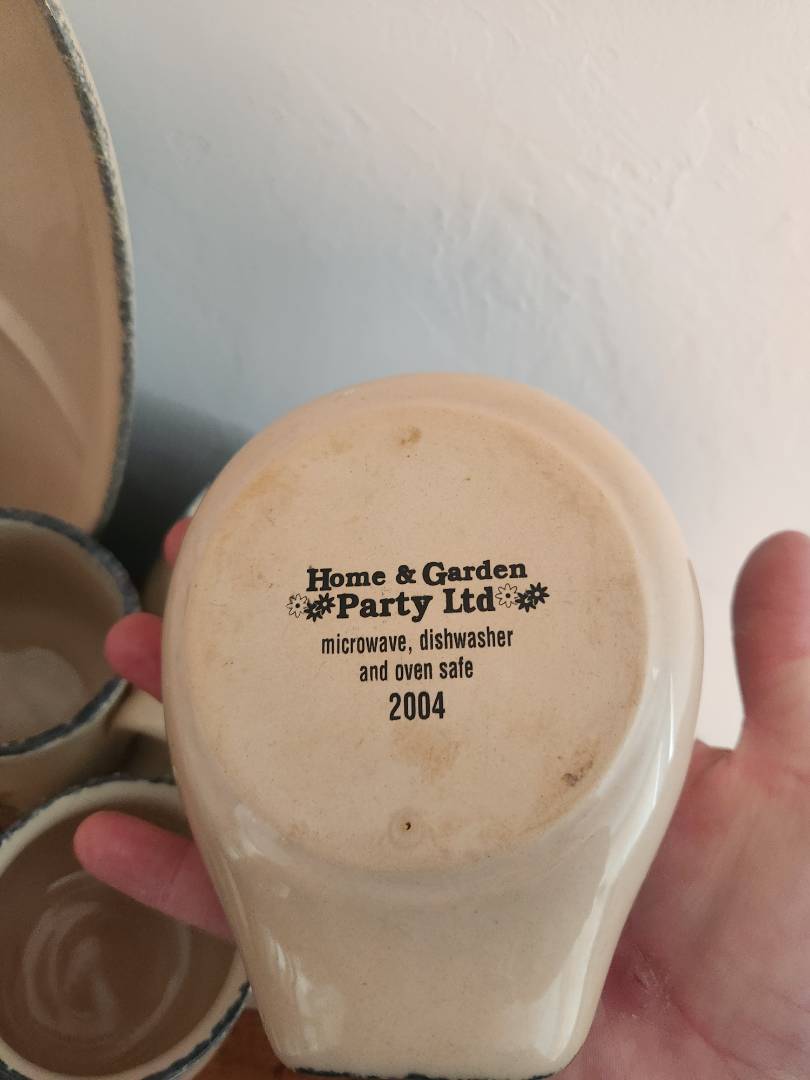 Home & Garden
Party Ltd
microwave, dishwasher
and oven safe
2004